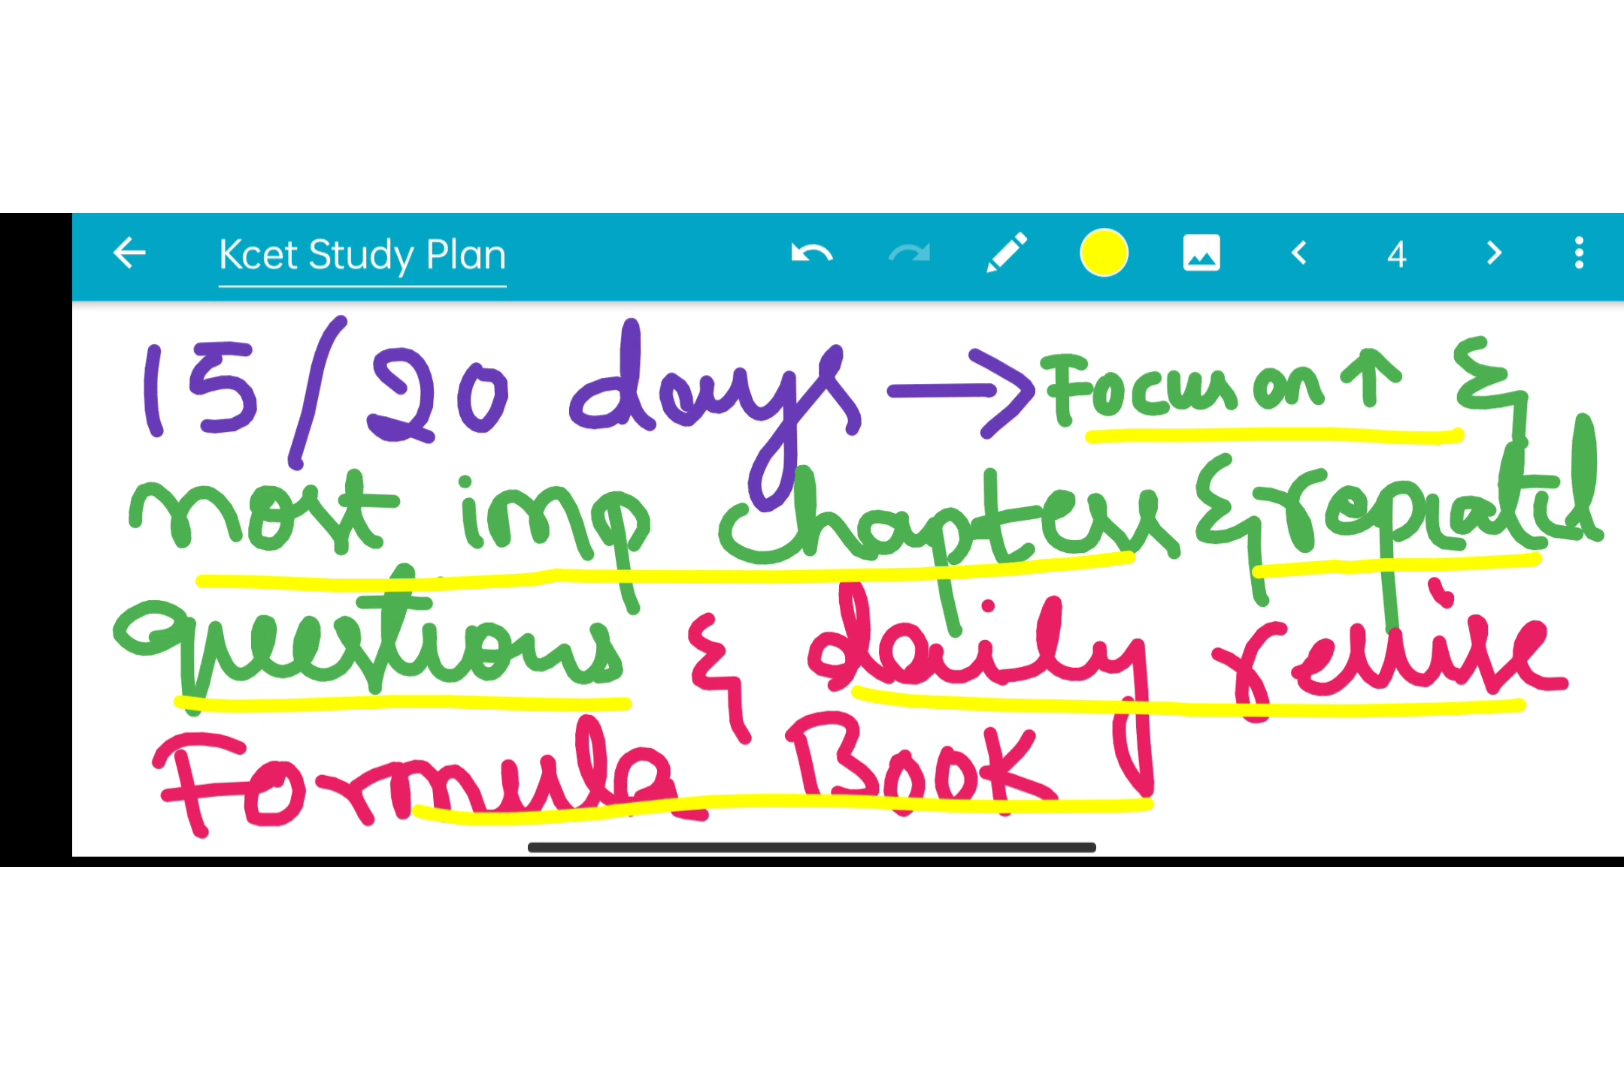 Kcet Study Plan 4
15/20 days → Focus on ↑ &
most imp chapters & repeated
questions & daily revise
Formula Book